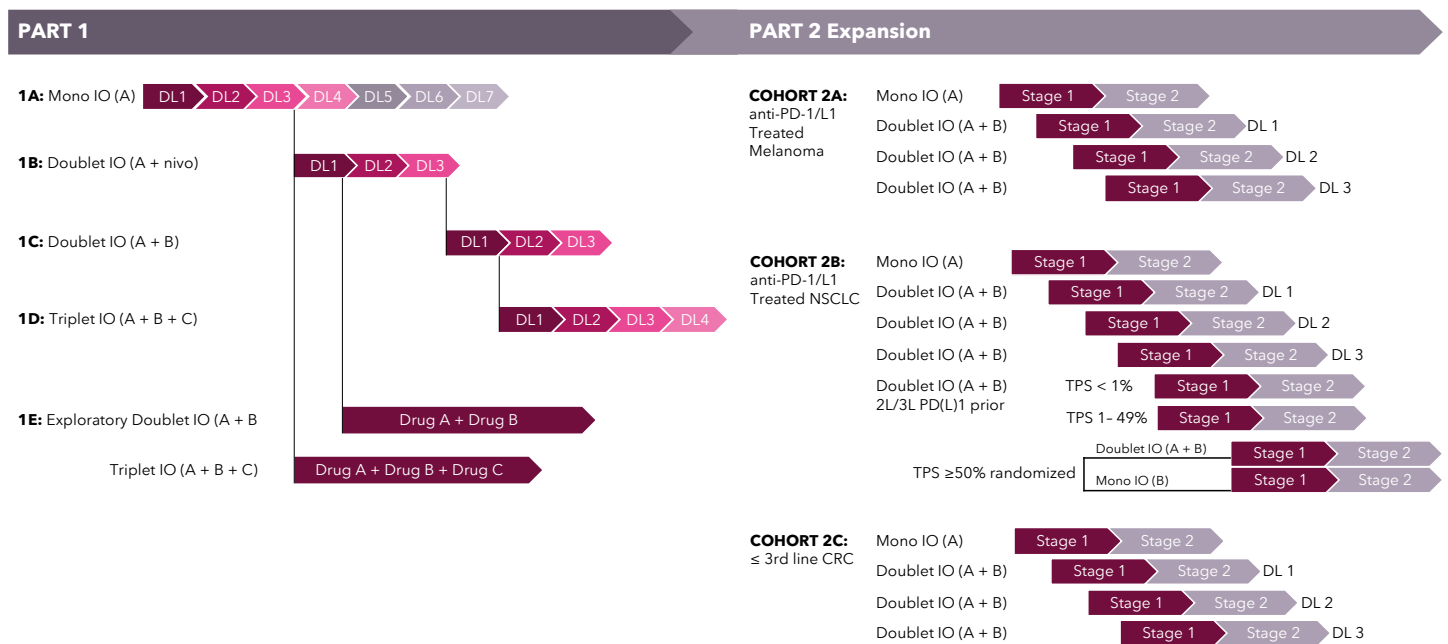 PART 1
1A: Mono IO (A) DL1 DL2 DL3 DL4 DL5 DL6 DL7
1B: Doublet IO (A + nivo) DL1 DL2 DL3
1C: Doublet IO (A + B) DL1 DL2 DL3
1D: Triplet IO (A + B + C) DL1 DL2 DL3 DL4
1E: Exploratory Doublet IO (A + B Drug A + Drug B
Triplet IO (A + B + C) Drug A + Drug B + Drug C
PART 2 Expansion
COHORT 2A: Mono IO (A) Stage 1 Stage 2
anti-PD-1/L1
Treated
Melanoma
Doublet IO (A + B) Stage 1 Stage 2 DL 1
Doublet IO (A + B) Stage 1 Stage 2 DL 2
Doublet IO (A + B) Stage 1 Stage 2 DL 3
COHORT 2B: Mono IO (A) Stage 1 Stage 2
anti-PD-1/L1
Treated NSCLC
Doublet IO (A + B) Stage 1 Stage 2 DL 1
Doublet IO (A + B) Stage 1 Stage 2 DL 2
Doublet IO (A + B) Stage 1 Stage 2 DL 3
Doublet IO (A + B) TPS < 1% Stage 1 Stage 2
2L/3L PD(L)1 prior
TPS 1– 49% Stage 1 Stage 2
TPS ≥50% randomized
Doublet IO (A + B) Stage 1 Stage 2
Mono IO (B) Stage 1 Stage 2
COHORT 2C: Mono IO (A) Stage 1 Stage 2
≤ 3rd line CRC
Doublet IO (A + B) Stage 1 Stage 2 DL 1
Doublet IO (A + B) Stage 1 Stage 2 DL 2
Doublet IO (A + B) Stage 1 Stage 2 DL 3